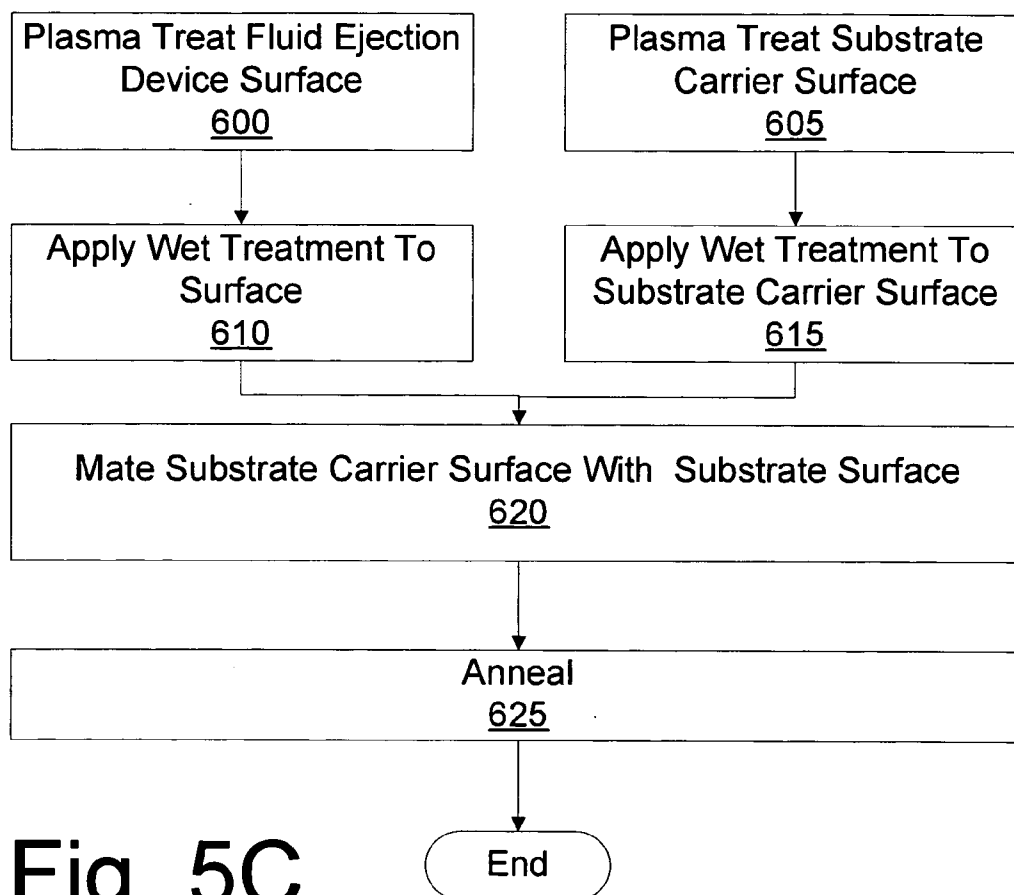 Plasma Treat Fluid Ejection
Device Surface
600
Plasma Treat Substrate
Carrier Surface
605
Apply Wet Treatment To
Surface
610
Apply Wet Treatment To
Substrate Carrier Surface
615
Mate Substrate Carrier Surface With Substrate Surface
620
Anneal
625
End
Fig. 5C